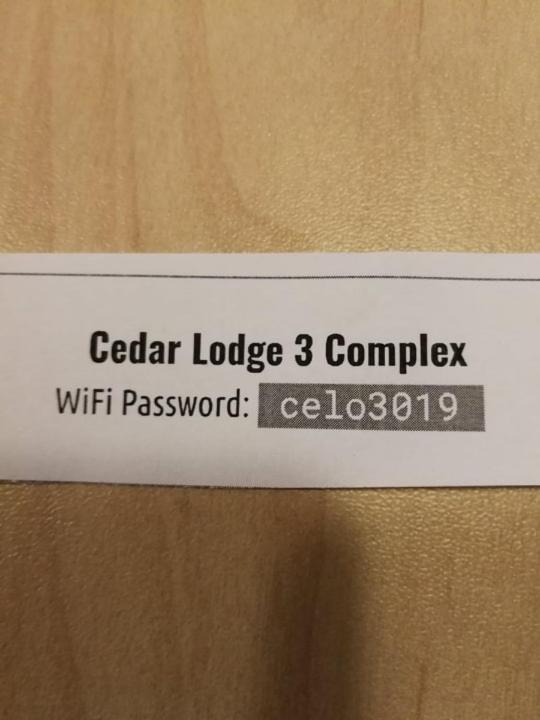 Cedar Lodge 3 Complex
WiFi Password: celo3019